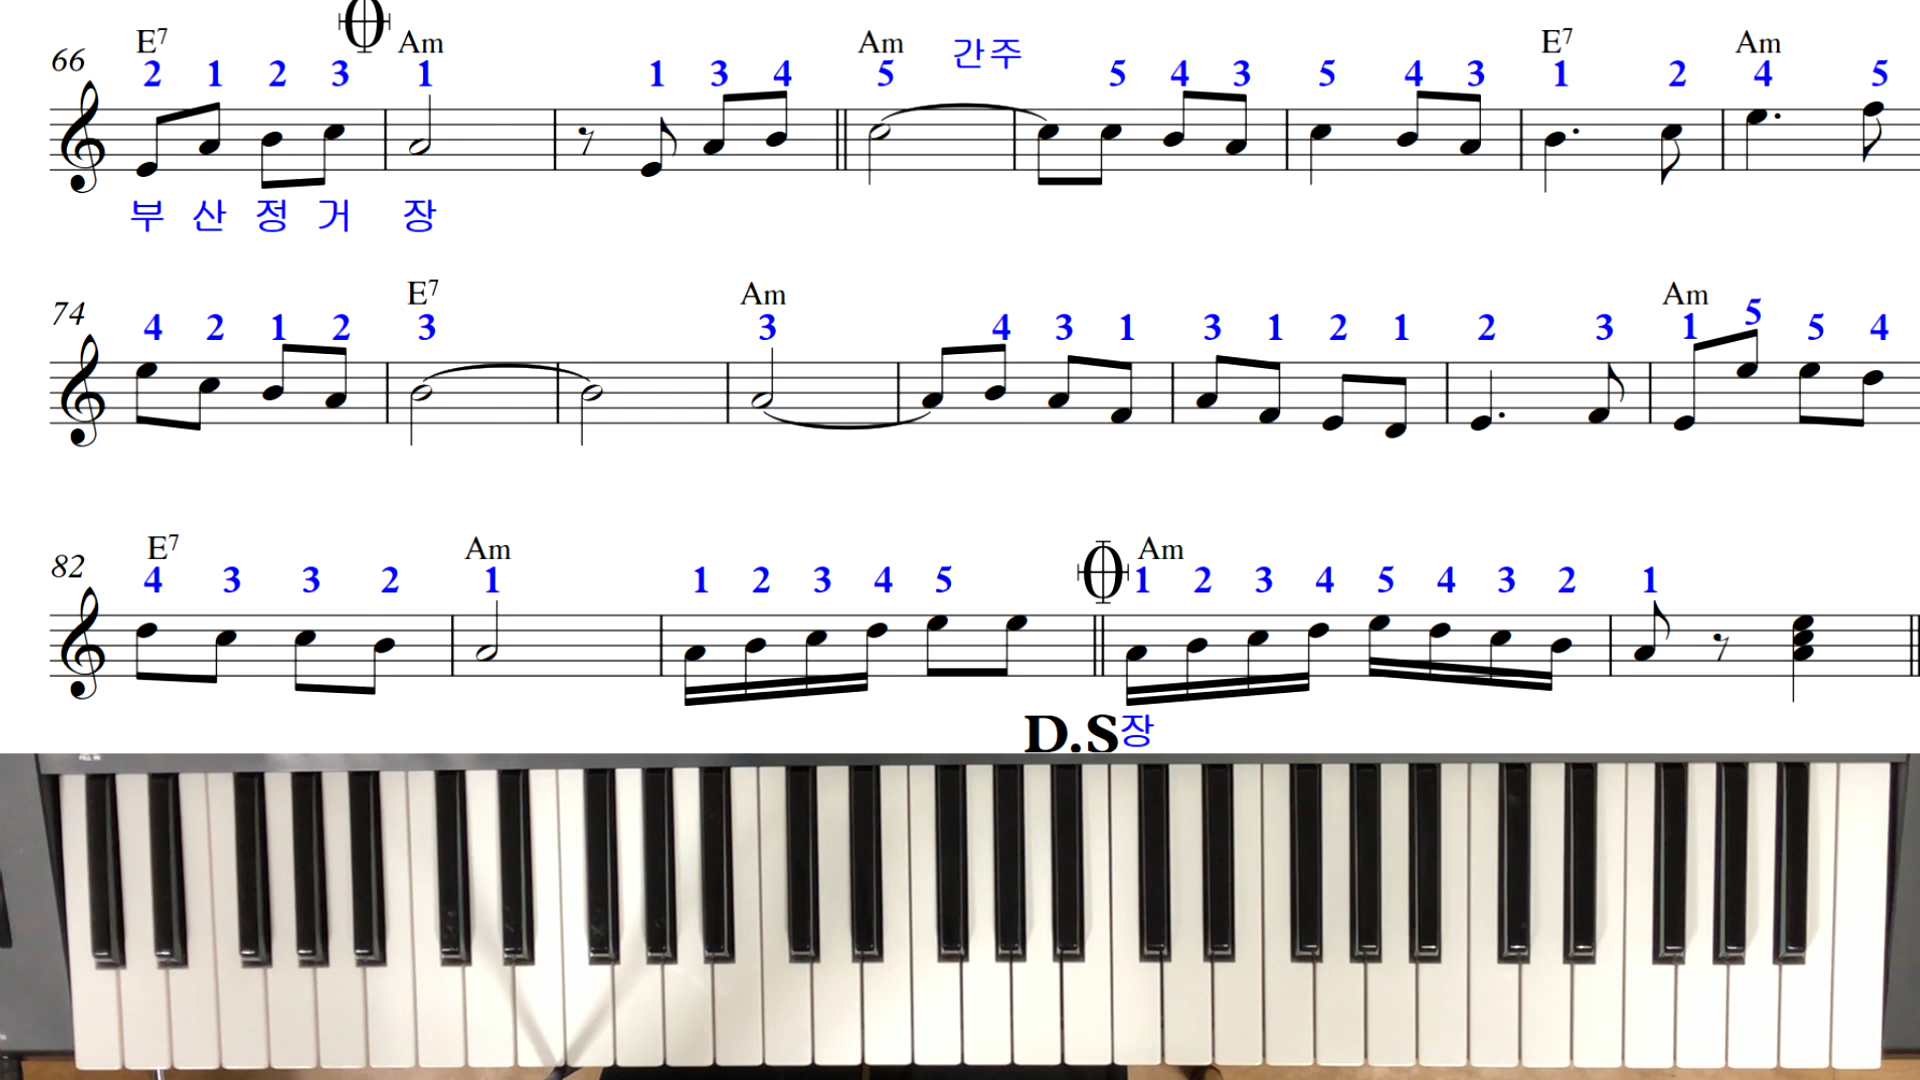 E7 Am Am 간주 E7 Am
66 2 1 2 3 1 1 3 4 5 5 4 3 5 4 3 1 2 4 5
부 산 정 거 장
E7 Am Am
74 4 2 1 2 3 3 4 3 1 3 1 2 1 2 3 1 5 5 4
E7 Am Am
82 4 3 3 2 1 1 2 3 4 5 1 2 3 4 5 4 3 2 1
D.S 장